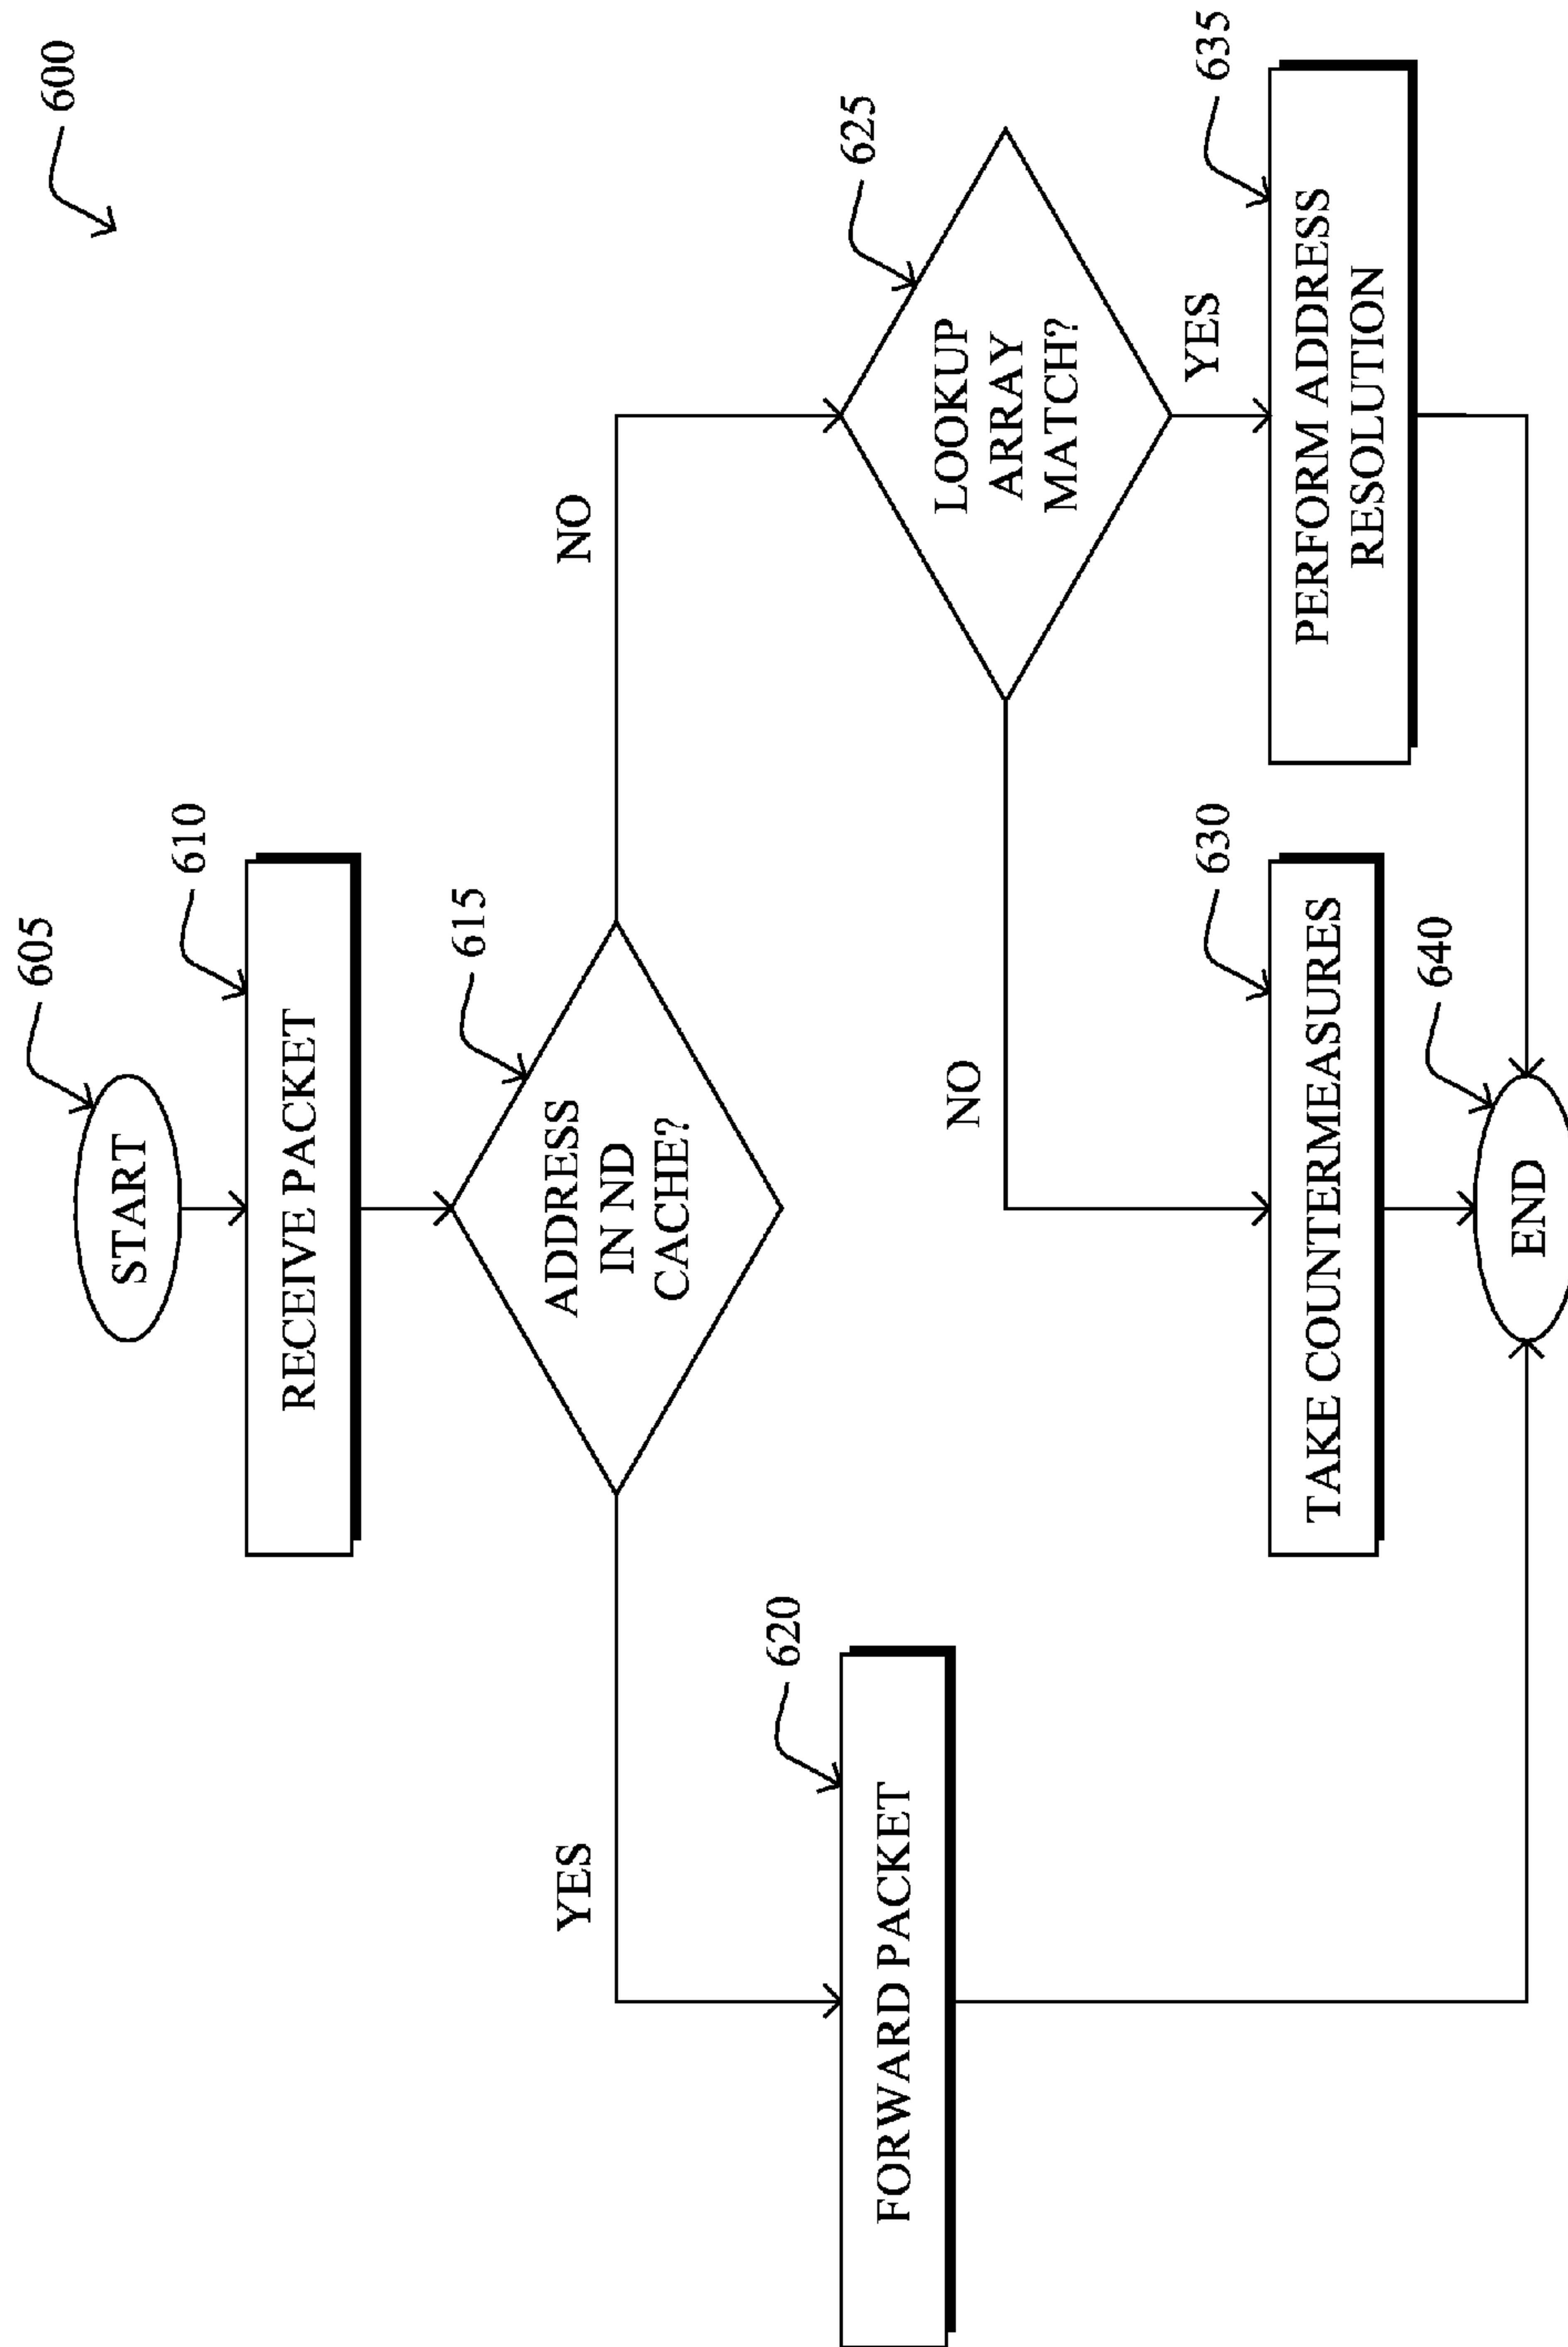 600
605
START
610
RECEIVE PACKET
615
ADDRESS
IN ND
CACHE?
YES
NO
620
FORWARD PACKET
625
LOOKUP
ARRAY
MATCH?
NO
YES
630
TAKE COUNTERMEASURES
635
PERFORM ADDRESS
RESOLUTION
640
END